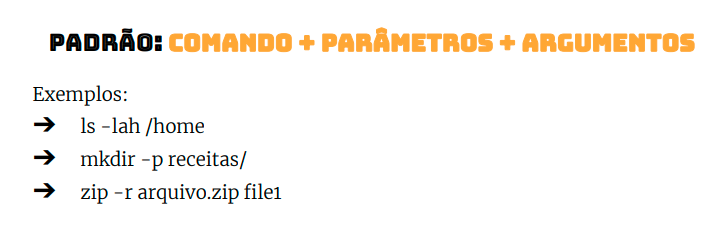 PADRÃO: COMANDO + PARÂMETROS + ARGUMENTOS
Exemplos:
➔ ls -lah /home
➔ mkdir -p receitas/
➔ zip -r arquivo.zip file1